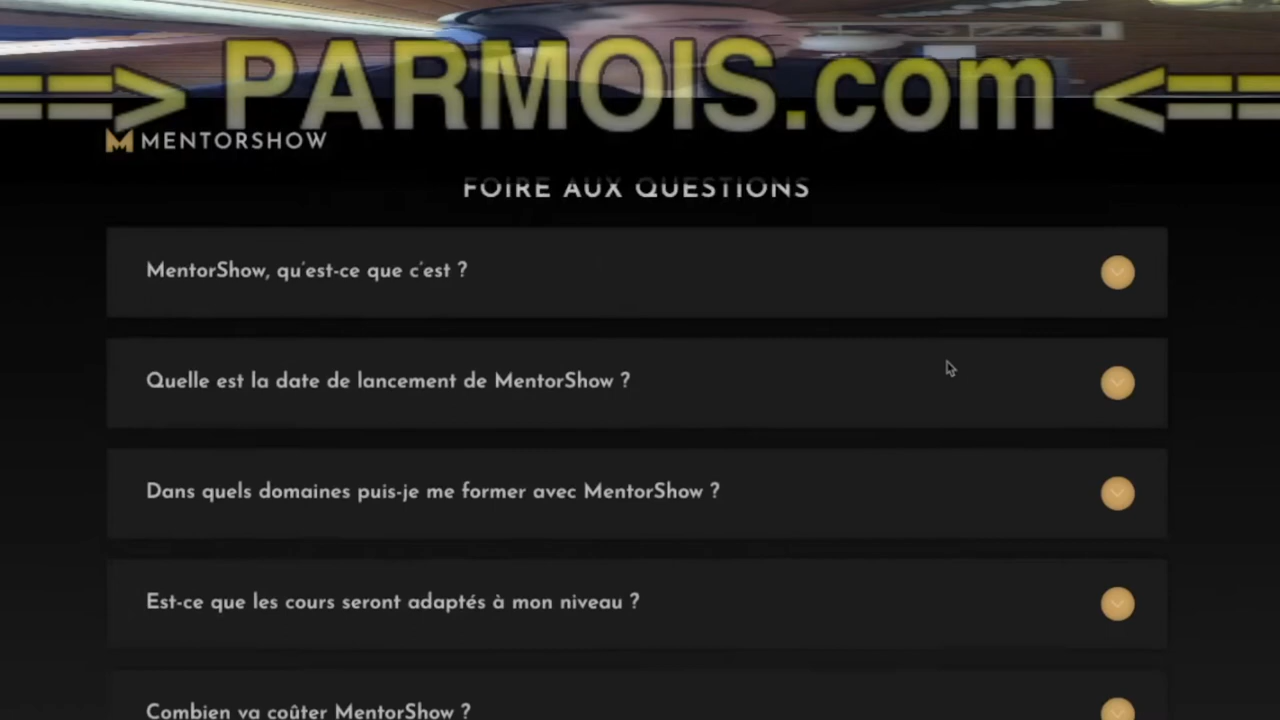 ==> PARMOIS.com <==
MENTORSHOW
FOIRE AUX QUESTIONS
MentorShow, qu'est-ce que c'est ?
Quelle est la date de lancement de MentorShow ?
Dans quels domaines puis-je me former avec MentorShow ?
Est-ce que les cours seront adaptés à mon niveau ?
Combien va coûter MentorShow ?